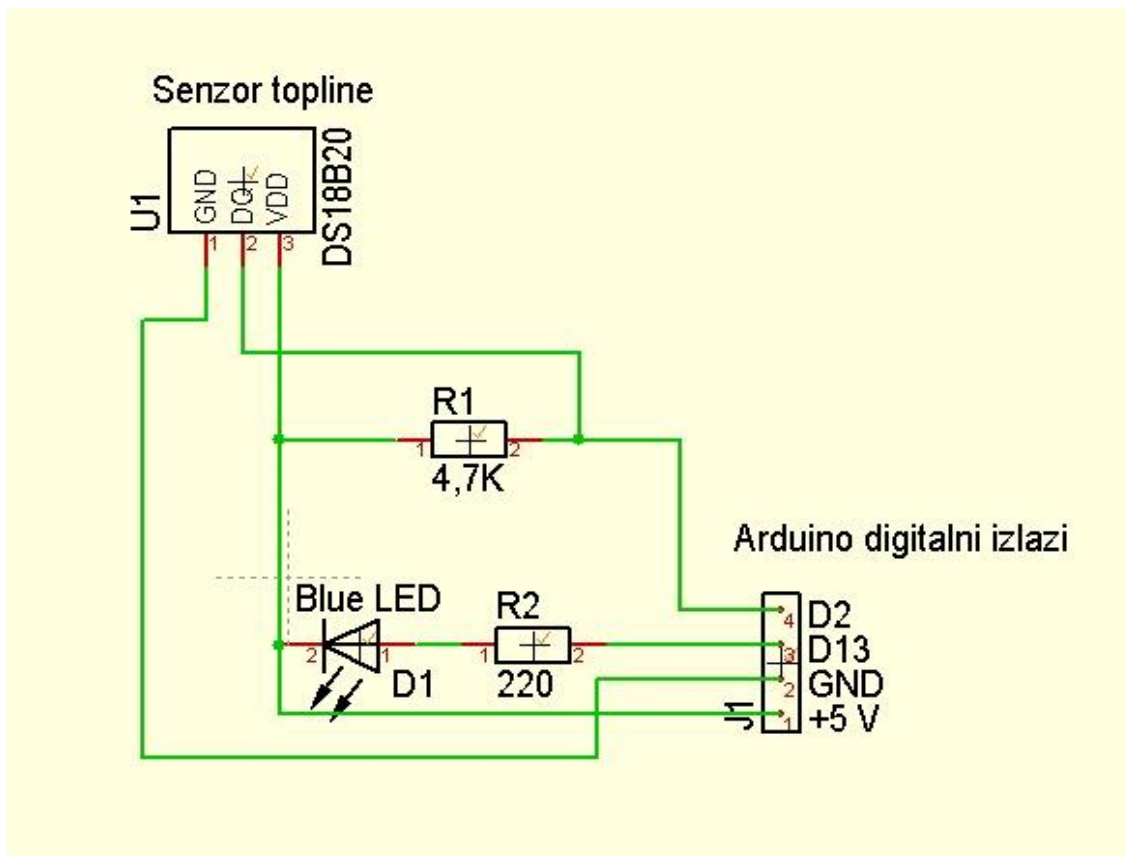 Senzor topline
U1
GND
DQ
VDD
DS18B20
1
2
3
R1
1
2
4,7K
Arduino digitalni izlazi
Blue LED
2
1
D1
R2
1
2
220
J1
4
D2
3
D13
2
GND
1
+5 V